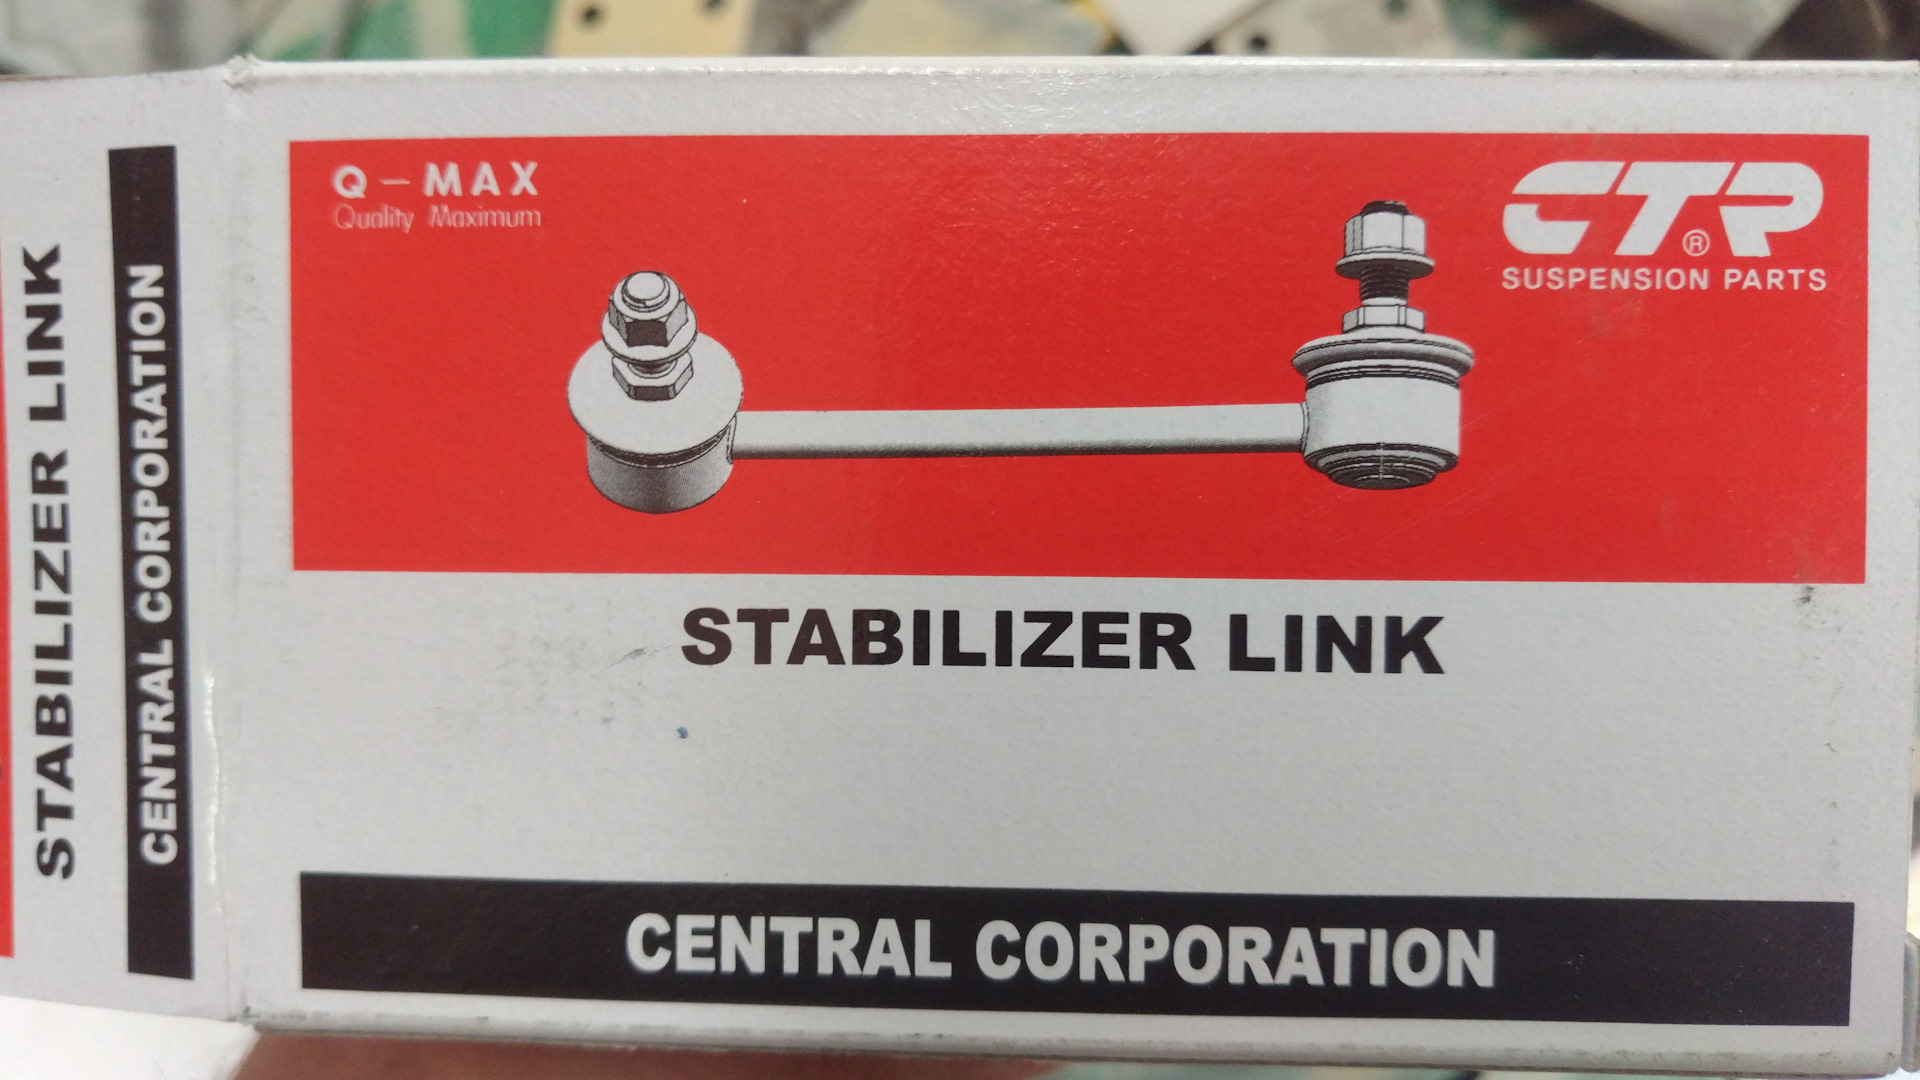 STABILIZER LINK
CENTRAL CORPORATION
Q – MAX
Quality Maximum
CTR®
SUSPENSION PARTS
STABILIZER LINK
CENTRAL CORPORATION